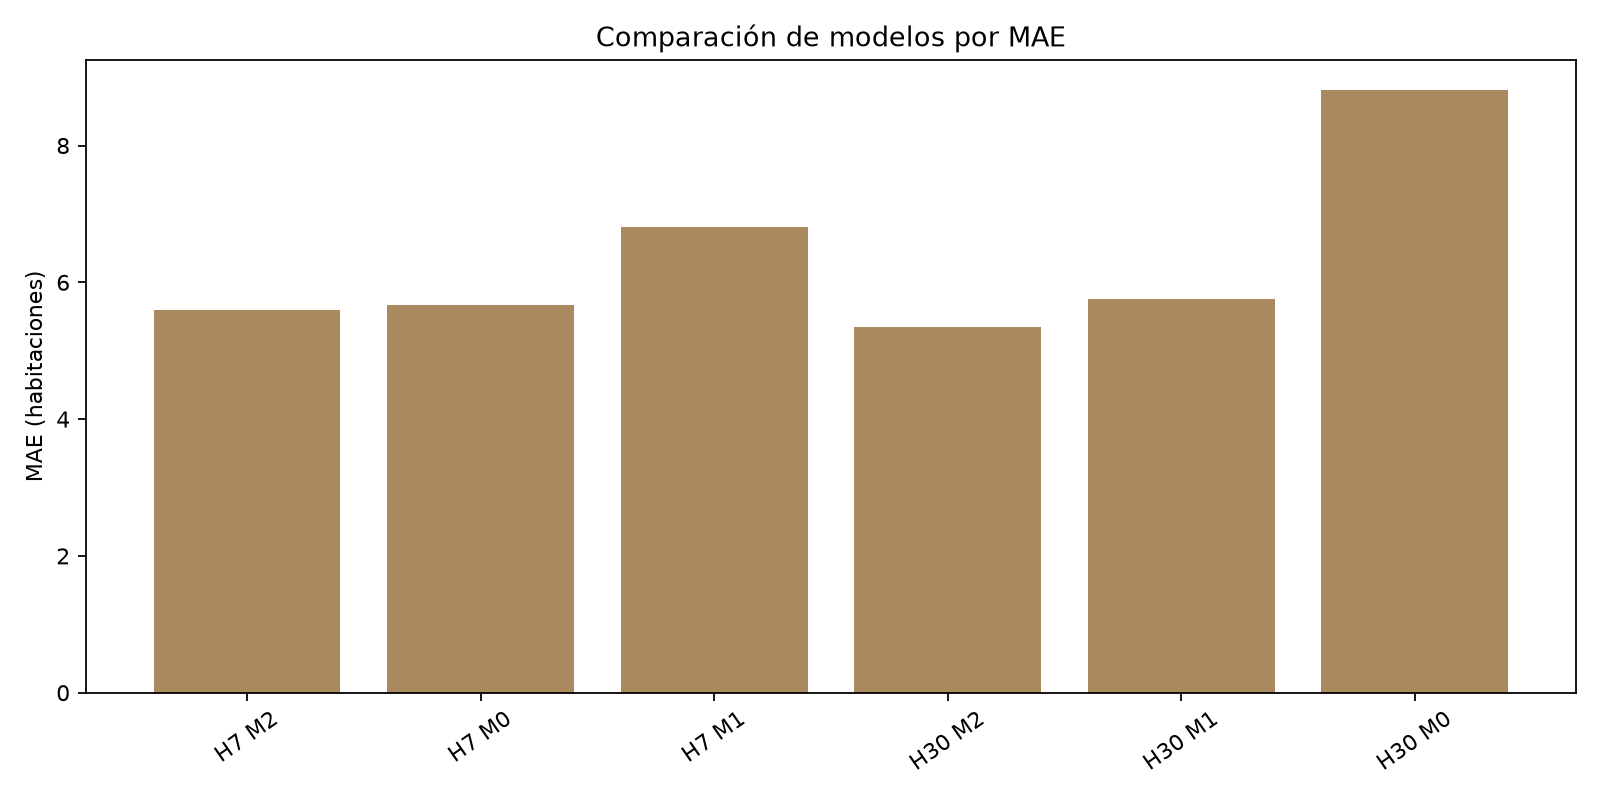 Comparación de modelos por MAE
MAE (habitaciones)
8
6
4
2
0
H7 M2
H7 M0
H7 M1
H30 M2
H30 M1
H30 M0